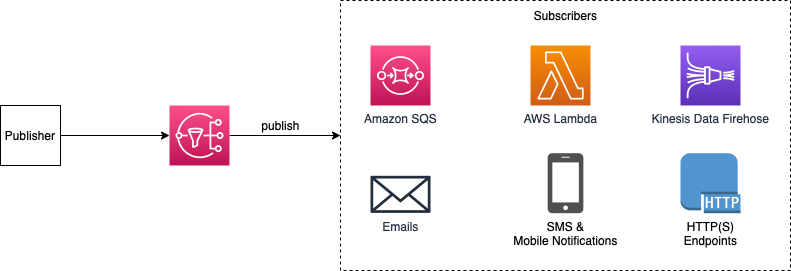 Subscribers
Amazon SQS
AWS Lambda
Kinesis Data Firehose
Publisher
publish
Emails
SMS &
Mobile Notifications
HTTP
HTTP(S)
Endpoints